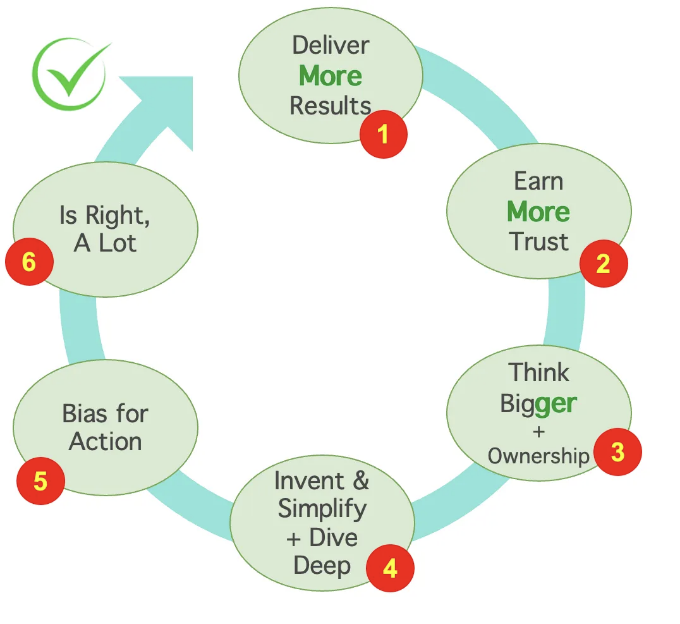 Deliver
More
Results
1
Earn
More
Trust
2
Think
Bigger
+
Ownership
3
Invent &
Simplify
+ Dive
Deep
4
Bias for
Action
5
Is Right,
A Lot
6